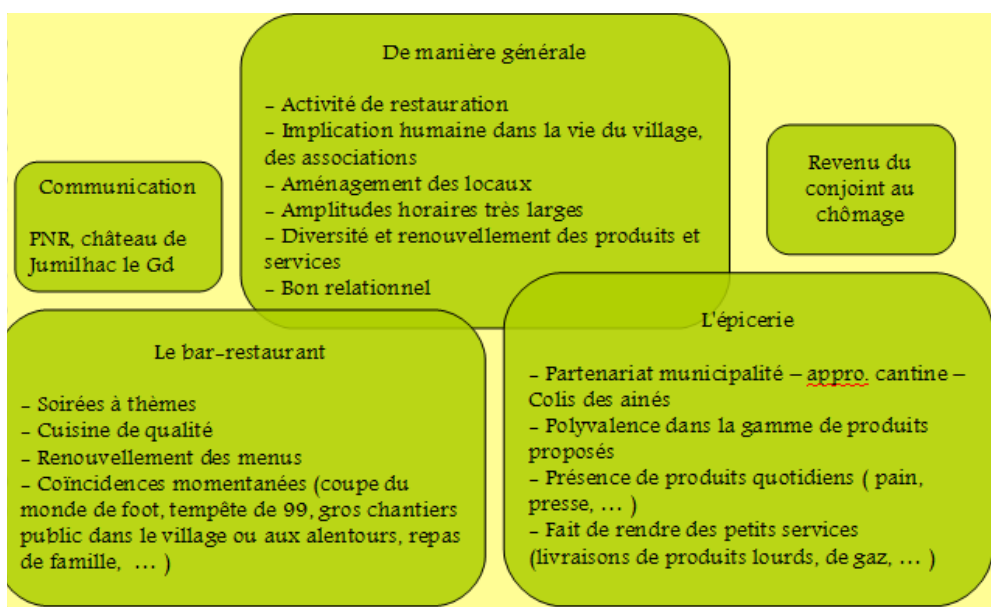 De manière générale
- Activité de restauration
- Implication humaine dans la vie du village,
des associations
- Aménagement des locaux
- Amplitudes horaires très larges
- Diversité et renouvellement des produits et
services
- Bon relationnel
Communication
PNR, château de
Jumilhac le Gd
Revenu du
conjoint au
chômage
Le bar-restaurant
- Soirées à thèmes
- Cuisine de qualité
- Renouvellement des menus
- Coïncidences momentanées (coupe du
monde de foot, tempête de 99, gros chantiers
public dans le village ou aux alentours, repas
de famille, … )
L'épicerie
- Partenariat municipalité – appro. cantine –
Colis des ainés
- Polyvalence dans la gamme de produits
proposés
- Présence de produits quotidiens ( pain,
presse, … )
- Fait de rendre des petits services
(livraisons de produits lourds, de gaz, … )